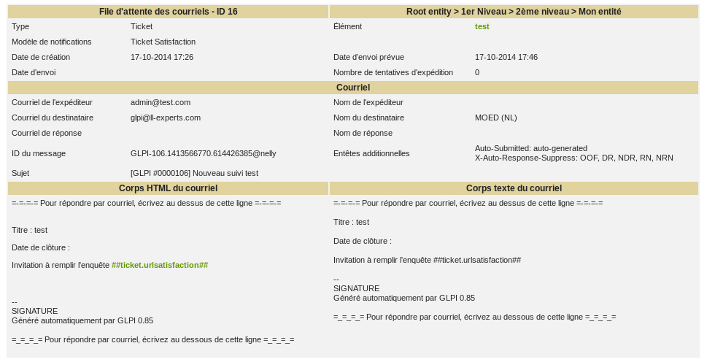 File d'attente des courriels - ID 16 Root entity > 1er Niveau > 2ème niveau > Mon entité
Type Ticket Élément test
Modèle de notifications Ticket Satisfaction
Date de création 17-10-2014 17:26 Date d'envoi prévue 17-10-2014 17:46
Date d'envoi Nombre de tentatives d'expédition 0
Courriel
Courriel de l'expéditeur admin@test.com Nom de l'expéditeur
Courriel du destinataire glpi@ll-experts.com Nom du destinataire MOED (NL)
Courriel de réponse Nom de réponse
ID du message GLPI-106.1413566770.614426385@nelly Entêtes additionnelles Auto-Submitted: auto-generated
X-Auto-Response-Suppress: OOF, DR, NDR, RN, NRN
Sujet [GLPI #0000106] Nouveau suivi test
Corps HTML du courriel
=-=-=-= Pour répondre par courriel, écrivez au dessus de cette ligne =-=-=-=
Titre : test
Date de clôture :
Invitation à remplir l'enquête ##ticket.urlsatisfaction##
--
SIGNATURE
Généré automatiquement par GLPI 0.85
=_=_=_= Pour répondre par courriel, écrivez au dessous de cette ligne =_=_=_=
Corps texte du courriel
=-=-=-= Pour répondre par courriel, écrivez au dessus de cette ligne =-=-=-=
Titre : test
Date de clôture :
Invitation à remplir l'enquête ##ticket.urlsatisfaction##
--
SIGNATURE
Généré automatiquement par GLPI 0.85
=_=_=_= Pour répondre par courriel, écrivez au dessous de cette ligne =_=_=_=